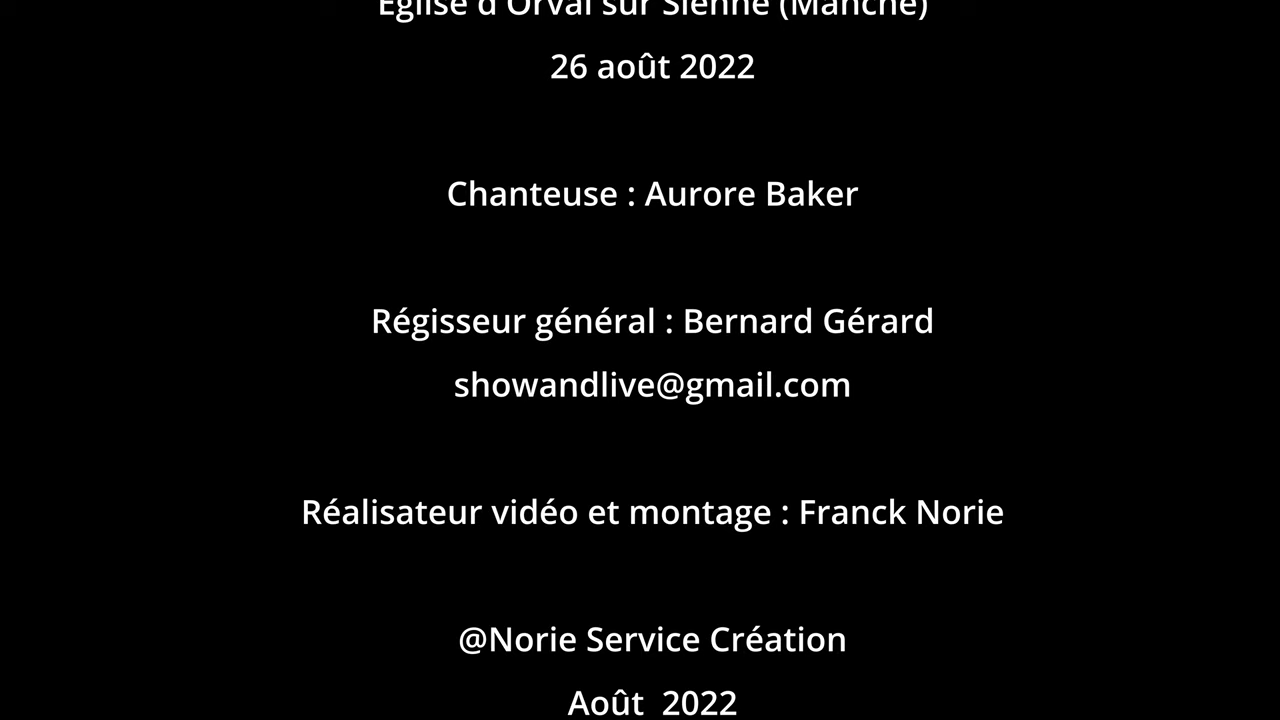 Eglise d'Orval sur Sienne (Manche)
26 août 2022
Chanteuse : Aurore Baker
Régisseur général : Bernard Gérard
showandlive@gmail.com
Réalisateur vidéo et montage : Franck Norie
@Norie Service Création
Août  2022